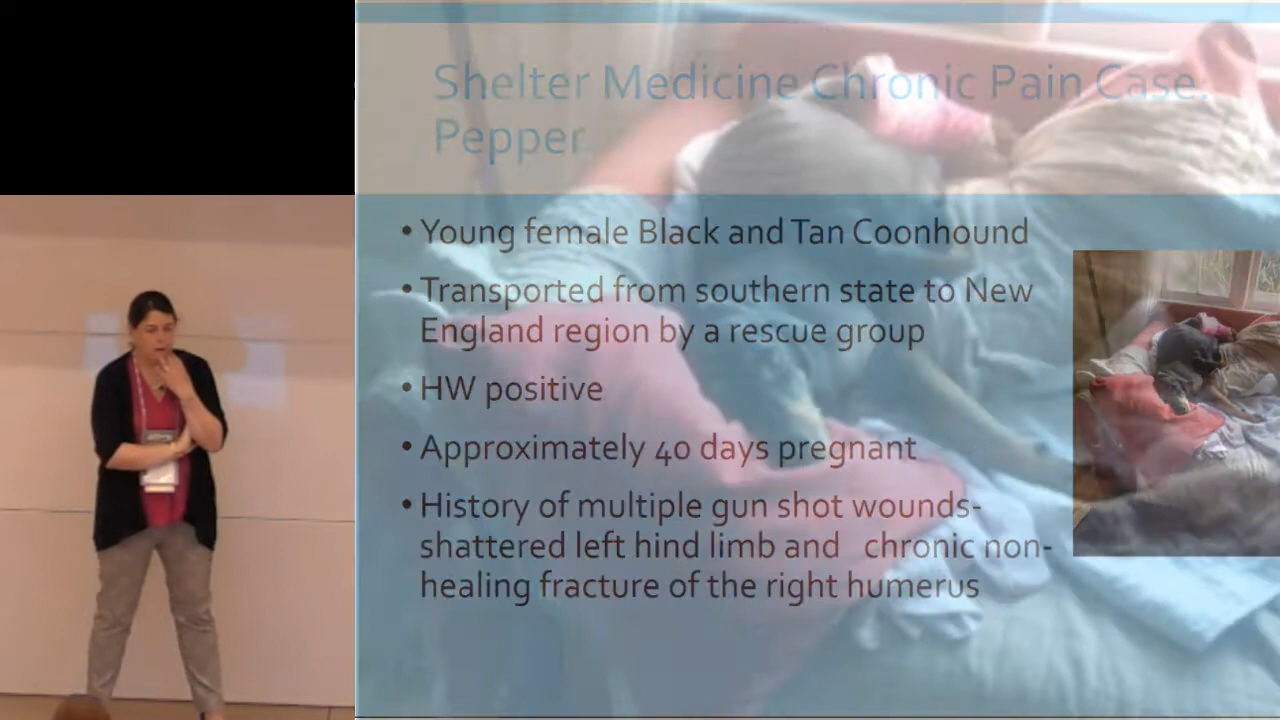 Shelter Medicine Chronic Pain Case:
Pepper
• Young female Black and Tan Coonhound
• Transported from southern state to New
England region by a rescue group
• HW positive
• Approximately 40 days pregnant
• History of multiple gun shot wounds-
shattered left hind limb and chronic non-
healing fracture of the right humerus